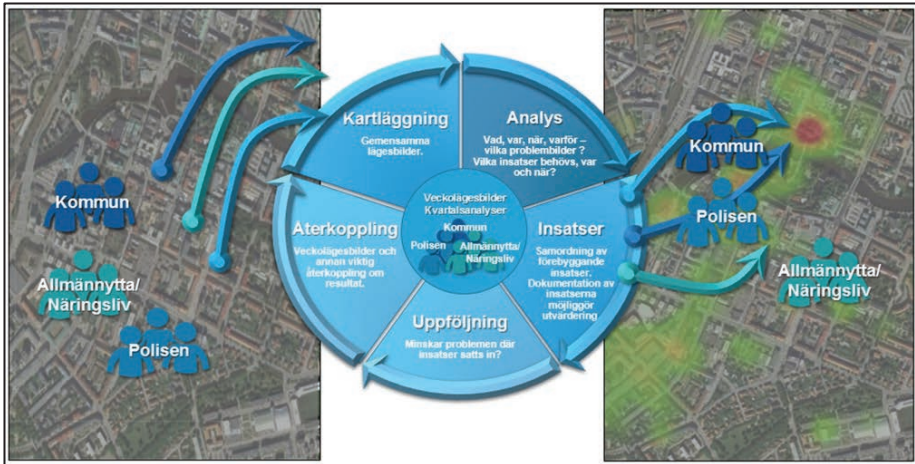 Kommun
Allmännytta/
Näringsliv
Polisen
Kartläggning
Gemensamma
lägesbilder.
Analys
Vad, var, när, varför –
vilka problembilder ?
Vilka insatser behövs, var
och när?
Återkoppling
Veckolägesbilder och
annan viktig
återkoppling om
resultat.
Veckolägesbilder
Kvartalsanalyser
Kommun
Polisen
Allmännytta/
Näringsliv
Insatser
Samordning av
förebyggande
insatser.
Dokumentation av
insatserna
möjliggör
utvärdering
Uppföljning
Minskar problemen där
insatser satts in?
Kommun
Polisen
Allmännytta/
Näringsliv